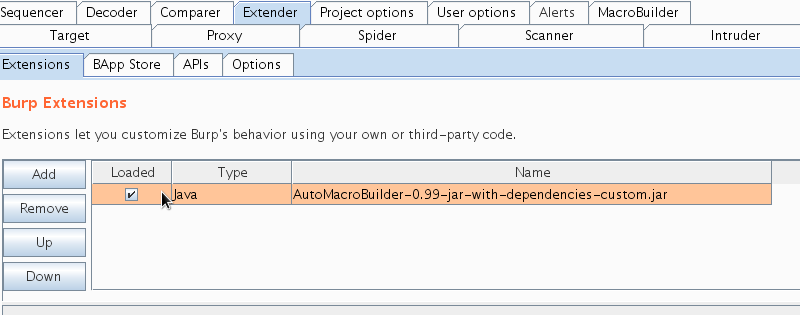 Sequencer Decoder Comparer Extender Project options User options Alerts MacroBuilder
Target Proxy Spider Scanner Intruder
Extensions BApp Store APIs Options
Burp Extensions
Extensions let you customize Burp's behavior using your own or third-party code.
Add Loaded Type Name
Java AutoMacroBuilder-0.99-jar-with-dependencies-custom.jar
Remove
Up
Down